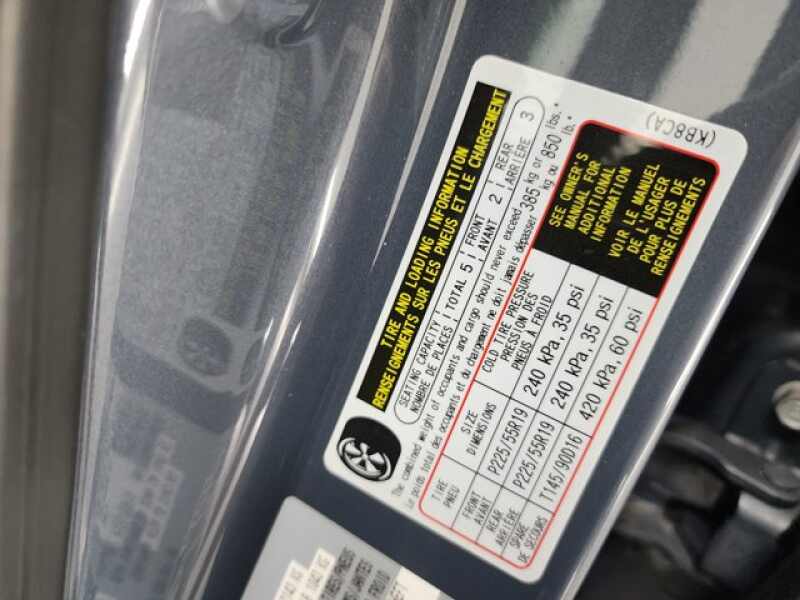 TIRE AND LOADING INFORMATION
RENSEIGNEMENTS SUR LES PNEUS ET LE CHARGEMENT
SEATING CAPACITY TOTAL 5 FRONT 2 REAR 3
NOMBRE DE PLACES AVANT ARRIÈRE
The combined weight of occupants and cargo should never exceed 385 kg or 850 lbs.*
Le poids total des occupants et du chargement ne doit jamais dépasser kg ou lb.*
TIRE SIZE COLD TIRE PRESSURE
PNEU DIMENSIONS PRESSION DES PNEUS À FROID
FRONT AVANT P225/55R19 240 kPa, 35 psi
REAR ARRIÈRE P225/55R19 240 kPa, 35 psi
SPARE DE SECOURS T145/90D16 420 kPa, 60 psi
SEE OWNER'S
MANUAL FOR
ADDITIONAL
INFORMATION
VOIR LE MANUEL
DE L'USAGER
POUR PLUS DE
RENSEIGNEMENTS
(KB8CA)